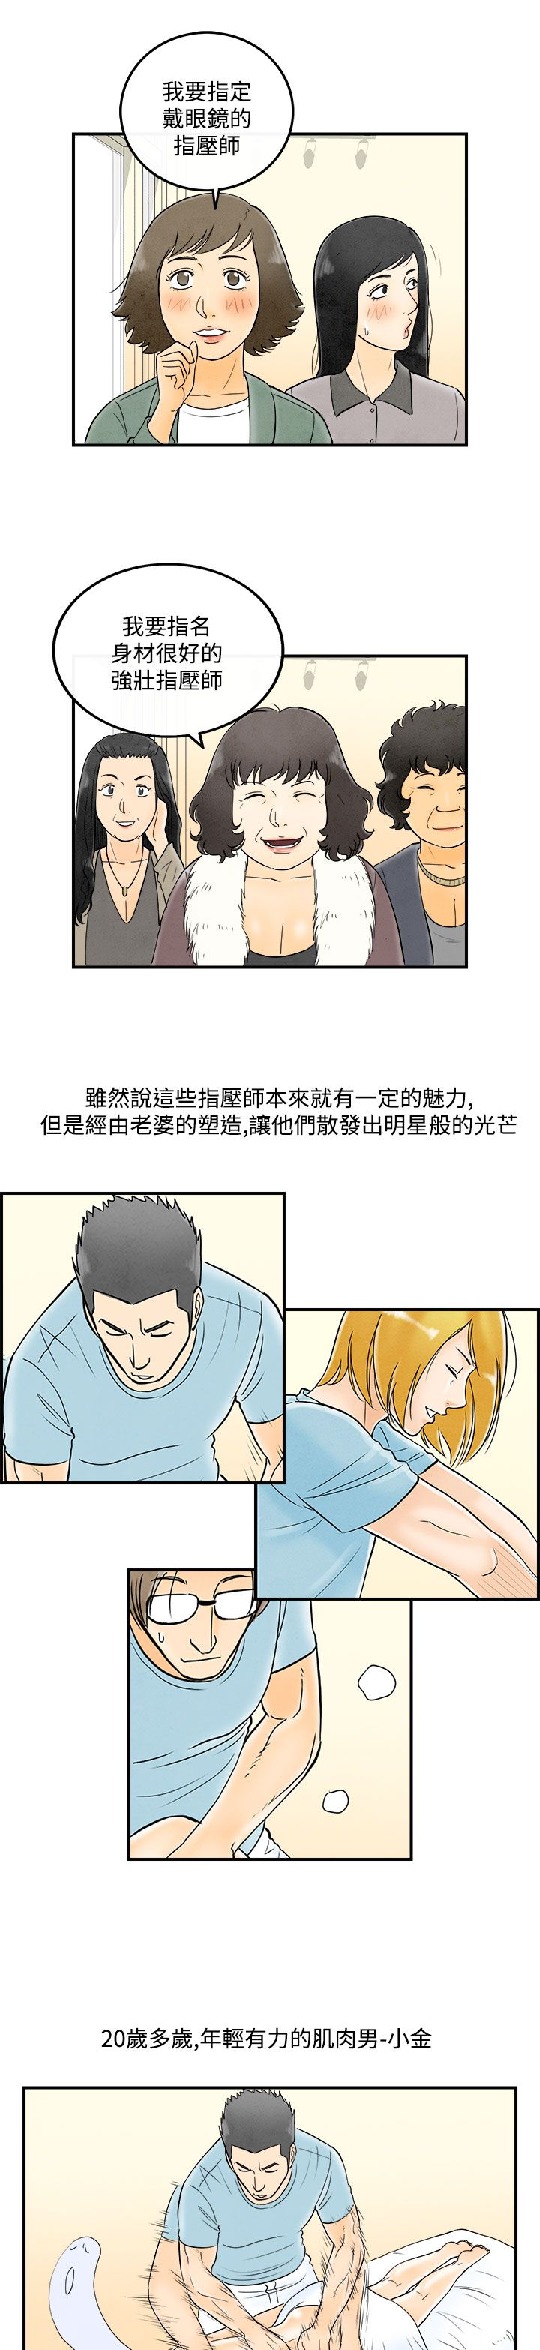 我要指定
戴眼鏡的
指壓師
我要指名
身材很好的
強壯指壓師
雖然說這些指壓師本來就有一定的魅力,
但是經由老婆的塑造,讓他們散發出明星般的光芒
20歲多歲,年輕有力的肌肉男-小金